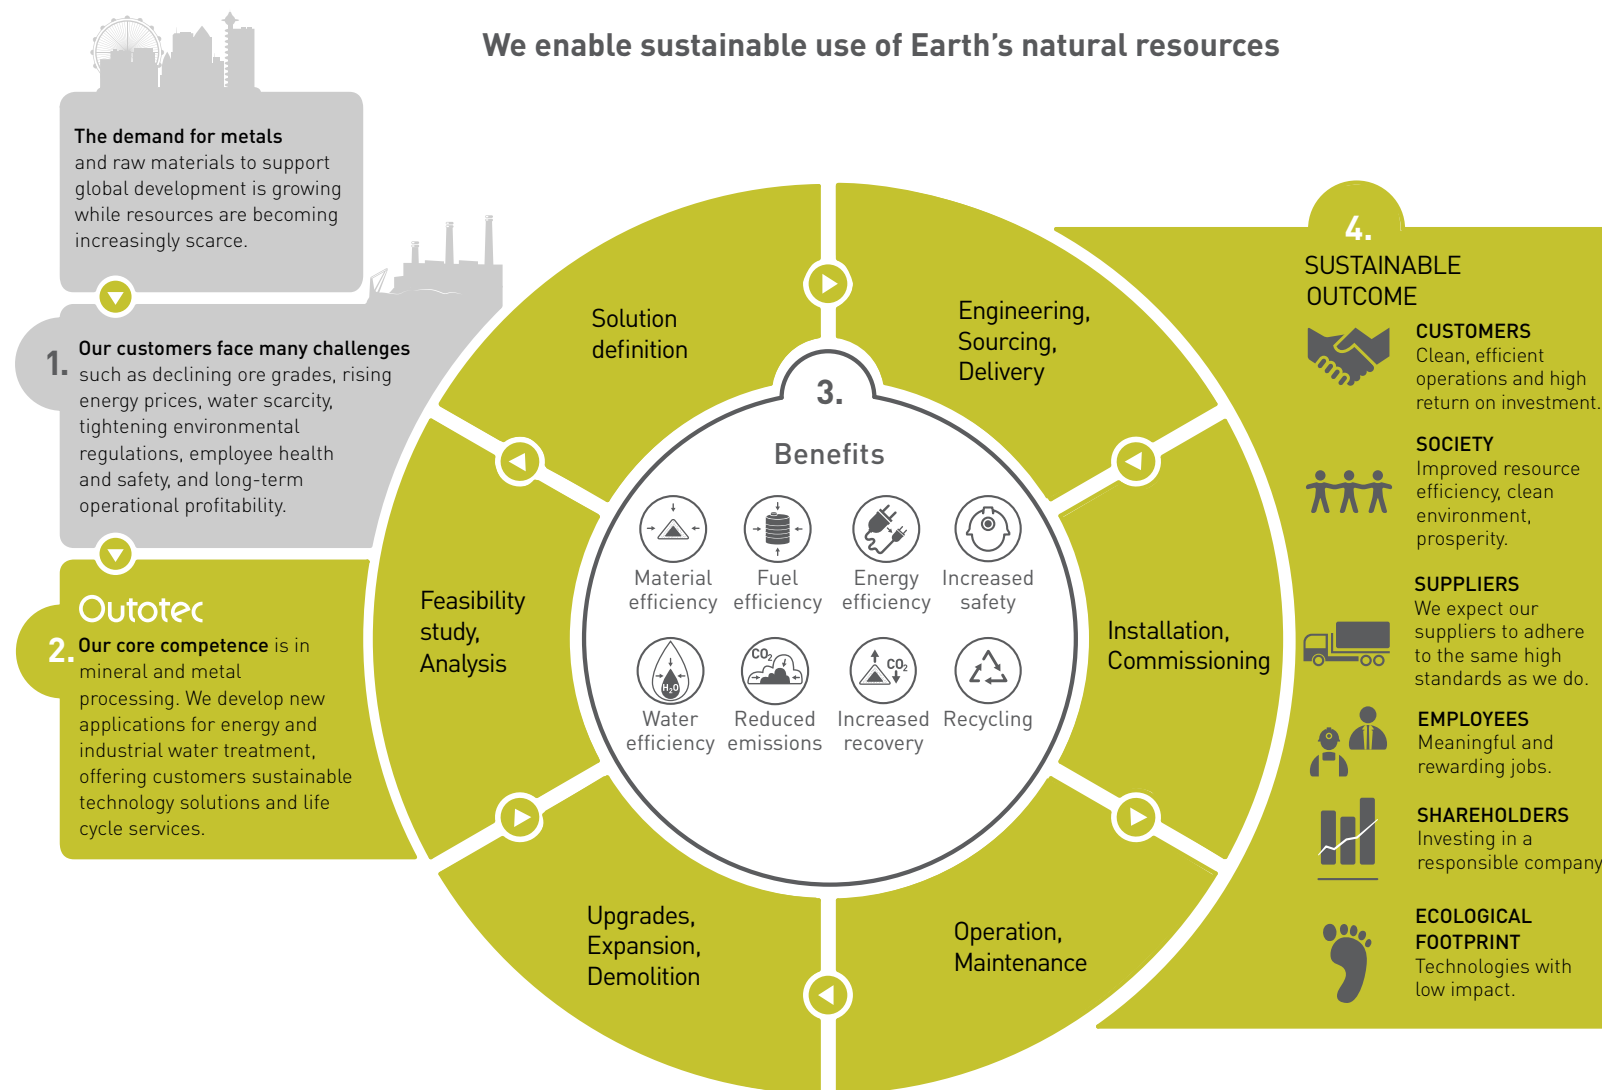 We enable sustainable use of Earth's natural resources
The demand for metals
and raw materials to support
global development is growing
while resources are becoming
increasingly scarce.
1.
Our customers face many challenges
such as declining ore grades, rising
energy prices, water scarcity,
tightening environmental
regulations, employee health
and safety, and long-term
operational profitability.
Outotec
2.
Our core competence is in
mineral and metal
processing. We develop new
applications for energy and
industrial water treatment,
offering customers sustainable
technology solutions and life
cycle services.
Solution
definition
Engineering,
Sourcing,
Delivery
Feasibility
study,
Analysis
Installation,
Commissioning
Upgrades,
Expansion,
Demolition
Operation,
Maintenance
3.
Benefits
Material
efficiency
Fuel
efficiency
Energy
efficiency
Increased
safety
H₂O
Water
efficiency
CO₂
Reduced
emissions
CO₂
Increased
recovery
Recycling
4.
SUSTAINABLE
OUTCOME
CUSTOMERS
Clean, efficient
operations and high
return on investment.
SOCIETY
Improved resource
efficiency, clean
environment,
prosperity.
SUPPLIERS
We expect our
suppliers to adhere
to the same high
standards as we do.
EMPLOYEES
Meaningful and
rewarding jobs.
SHAREHOLDERS
Investing in a
responsible company
ECOLOGICAL
FOOTPRINT
Technologies with
low impact.